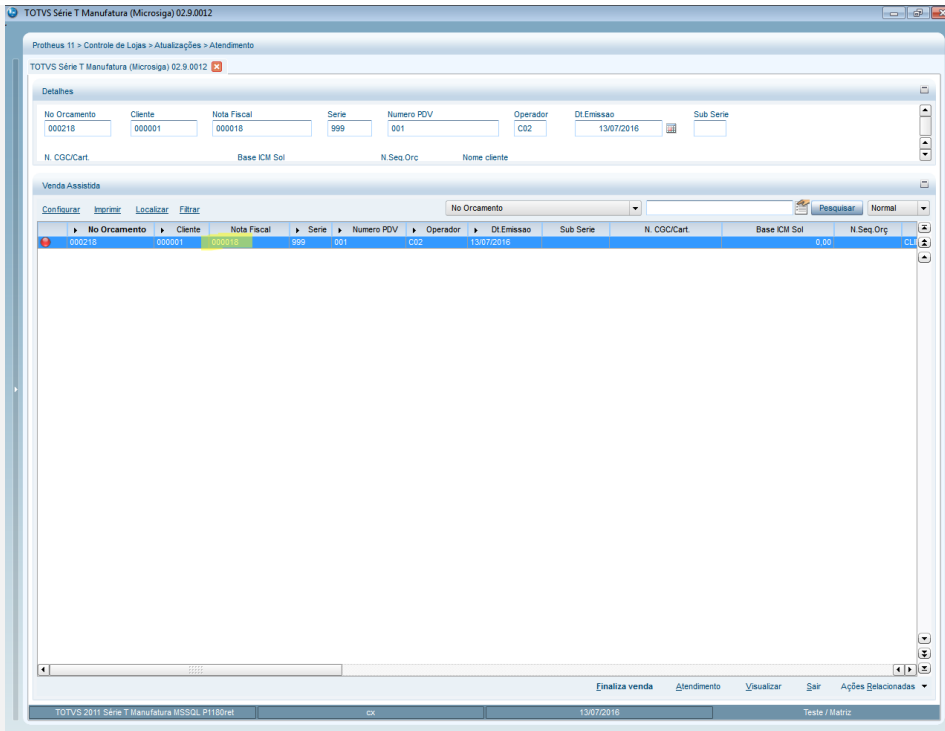 TOTVS Série T Manufatura (Microsiga) 02.9.0012
Protheus 11 > Controle de Lojas > Atualizações > Atendimento
TOTVS Série T Manufatura (Microsiga) 02.9.0012
Detalhes
No Orcamento Cliente Nota Fiscal Serie Numero PDV Operador Dt.Emissao Sub Serie
000218 000001 000018 999 001 C02 13/07/2016
N. CGC/Cart. Base ICM Sol N.Seq.Orç Nome cliente
Venda Assistida
Configurar Imprimir Localizar Filtrar No Orcamento Pesquisar Normal
No Orcamento Cliente Nota Fiscal Serie Numero PDV Operador Dt.Emissao Sub Serie N. CGC/Cart. Base ICM Sol N.Seq.Orç
000218 000001 000018 999 001 C02 13/07/2016 0,00 CLI
Finaliza venda Atendimento Visualizar Sair Ações Relacionadas
TOTVS 2011 Série T Manufatura MSSQL P1180ret cx 13/07/2016 Teste / Matriz